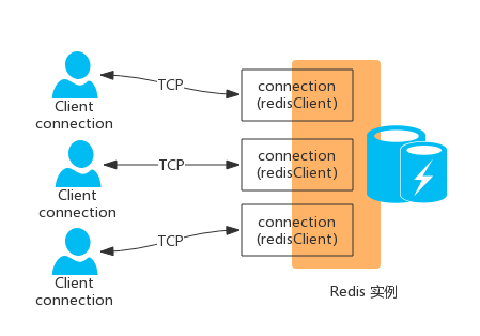 TCP
connection
(redisClient)
Client
connection
TCP
connection
(redisClient)
Client
connection
TCP
connection
(redisClient)
Client
connection
Redis 实例